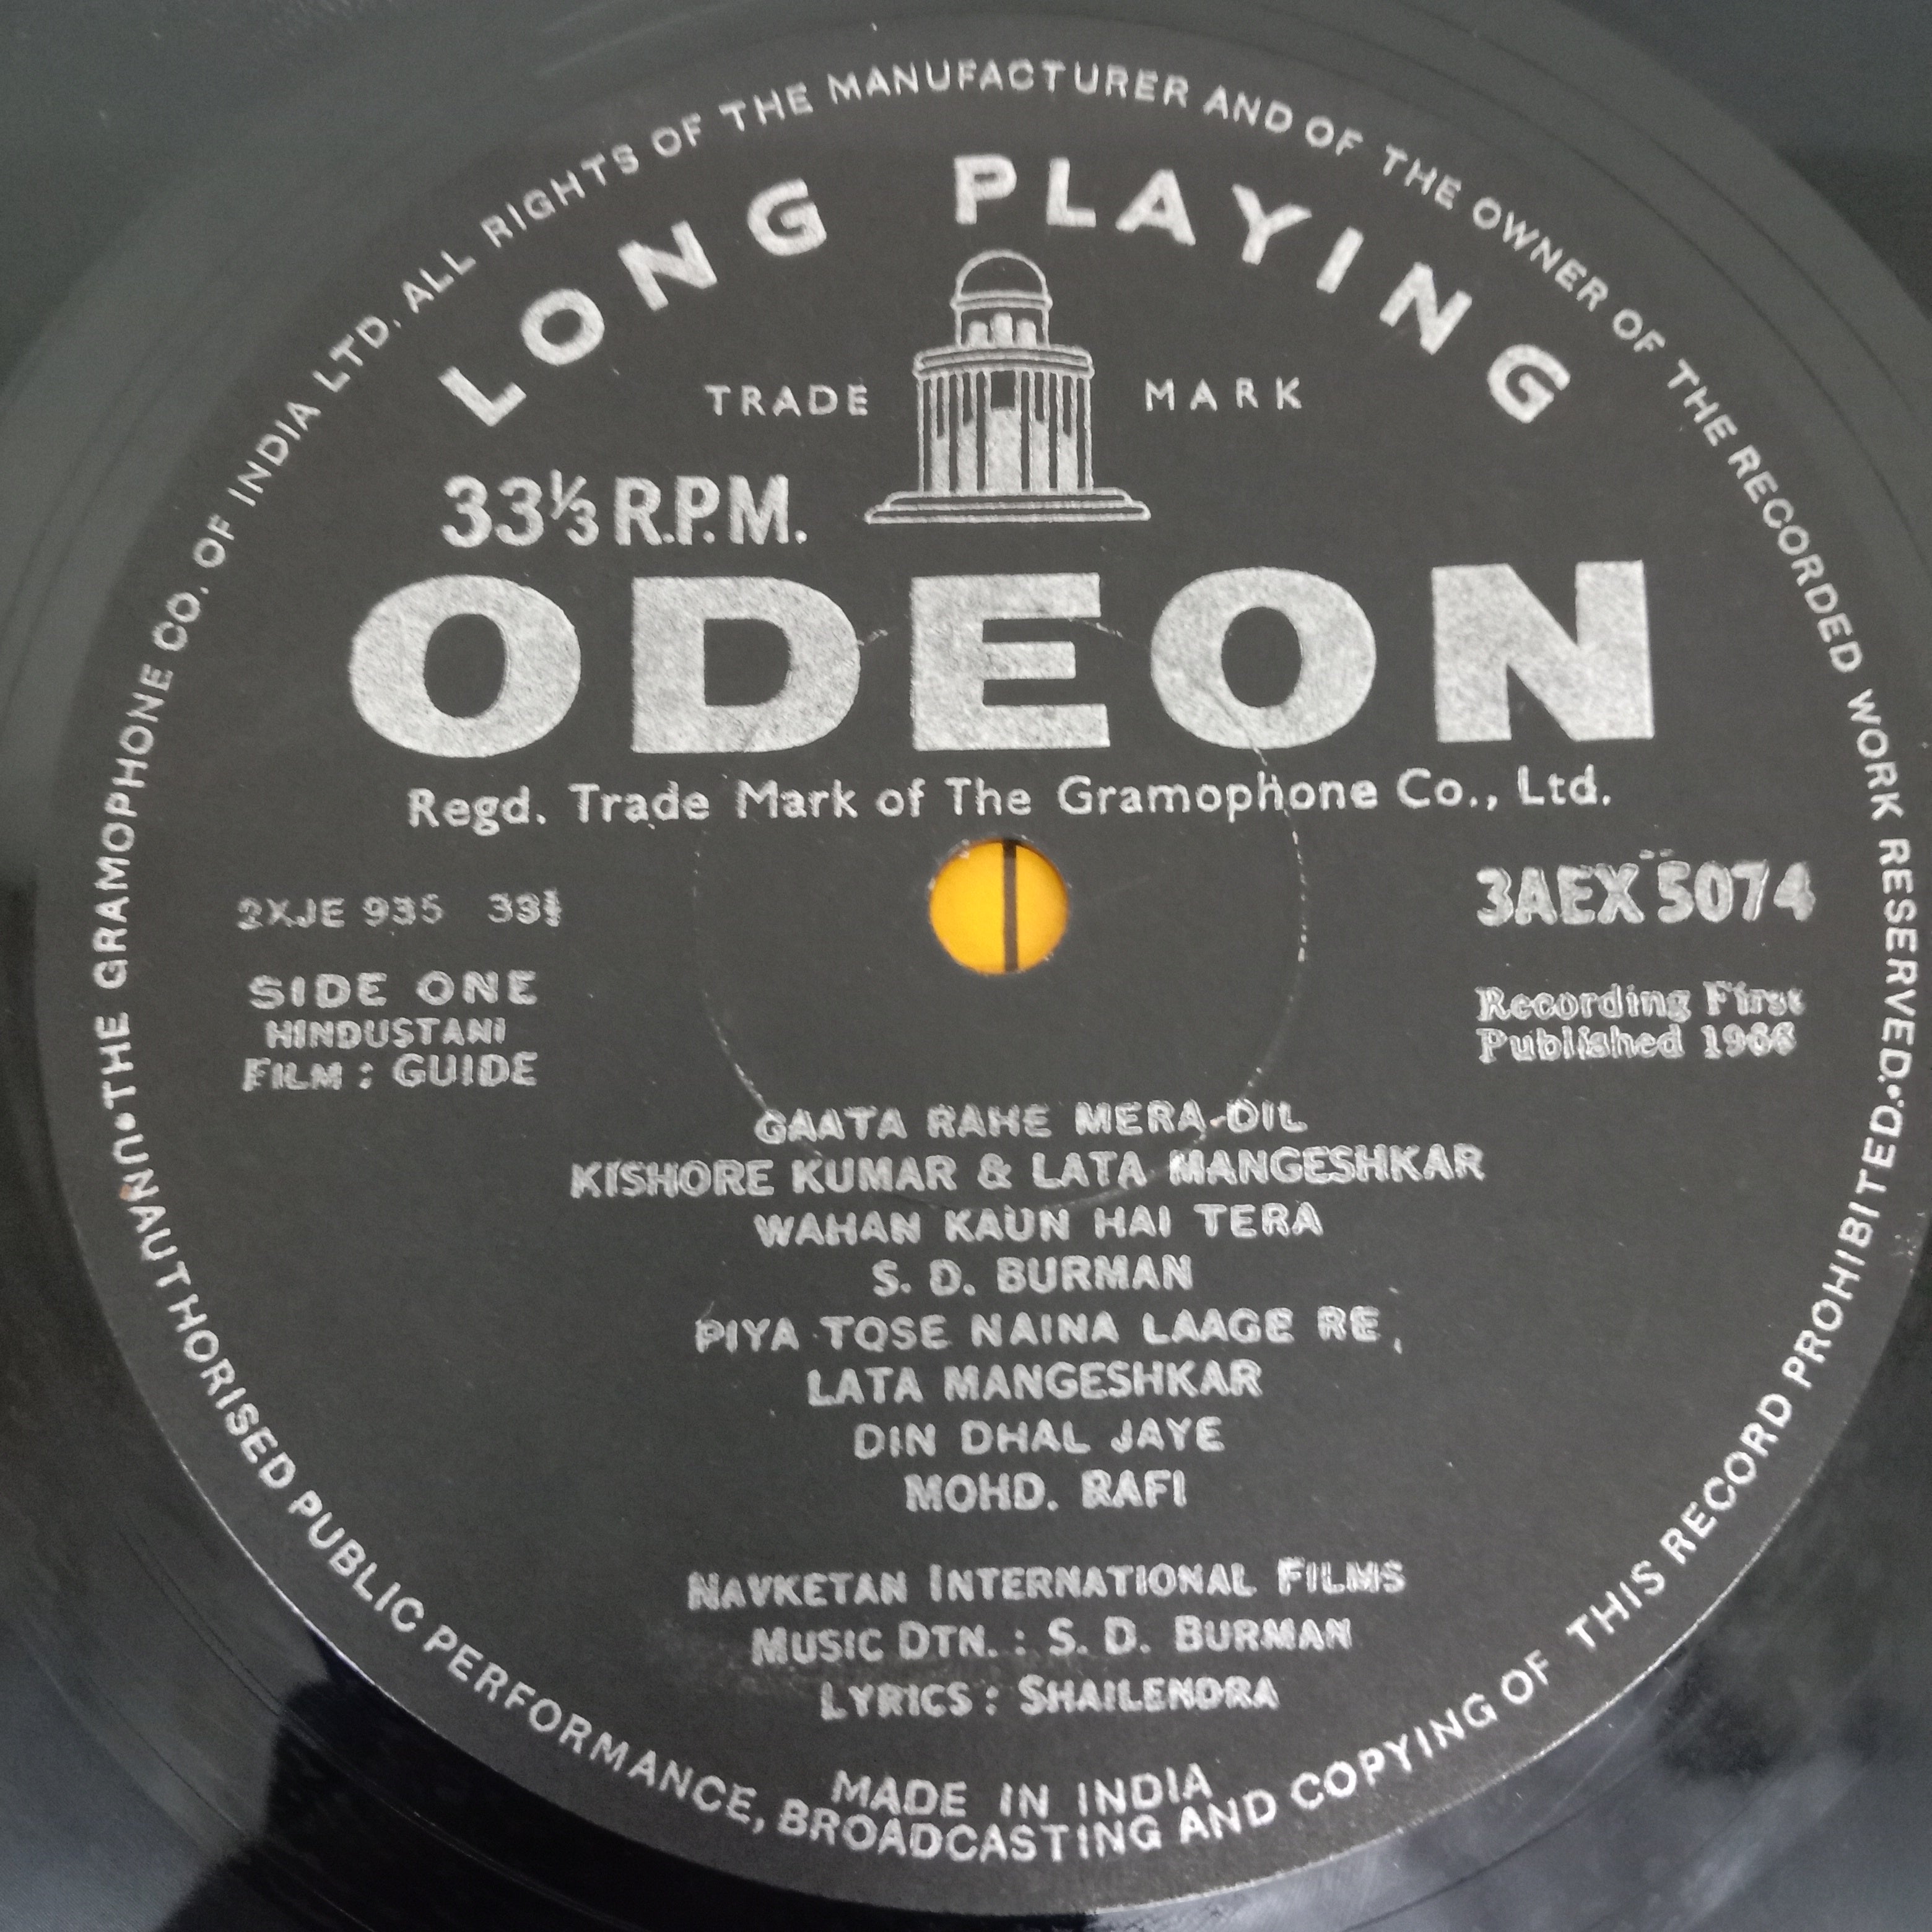 THE GRAMOPHONE CO. OF INDIA LTD. ALL RIGHTS OF THE MANUFACTURER AND OF THE OWNER OF THE RECORDED WORK RESERVED.
LONG PLAYING
TRADE MARK
33⅓ R.P.M.
ODEON
Regd. Trade Mark of The Gramophone Co., Ltd.
2XJE 935 33⅓
3AEX 5074
SIDE ONE
HINDUSTANI
FILM : GUIDE
Recording First
Published 1966
GAATA RAHE MERA DIL
KISHORE KUMAR & LATA MANGESHKAR
WAHAN KAUN HAI TERA
S. D. BURMAN
PIYA TOSE NAINA LAAGE RE
LATA MANGESHKAR
DIN DHAL JAYE
MOHD. RAFI
NAVKETAN INTERNATIONAL FILMS
MUSIC DTN. : S. D. BURMAN
LYRICS : SHAILENDRA
MADE IN INDIA
UNAUTHORISED PUBLIC PERFORMANCE, BROADCASTING AND COPYING OF THIS RECORD PROHIBITED.